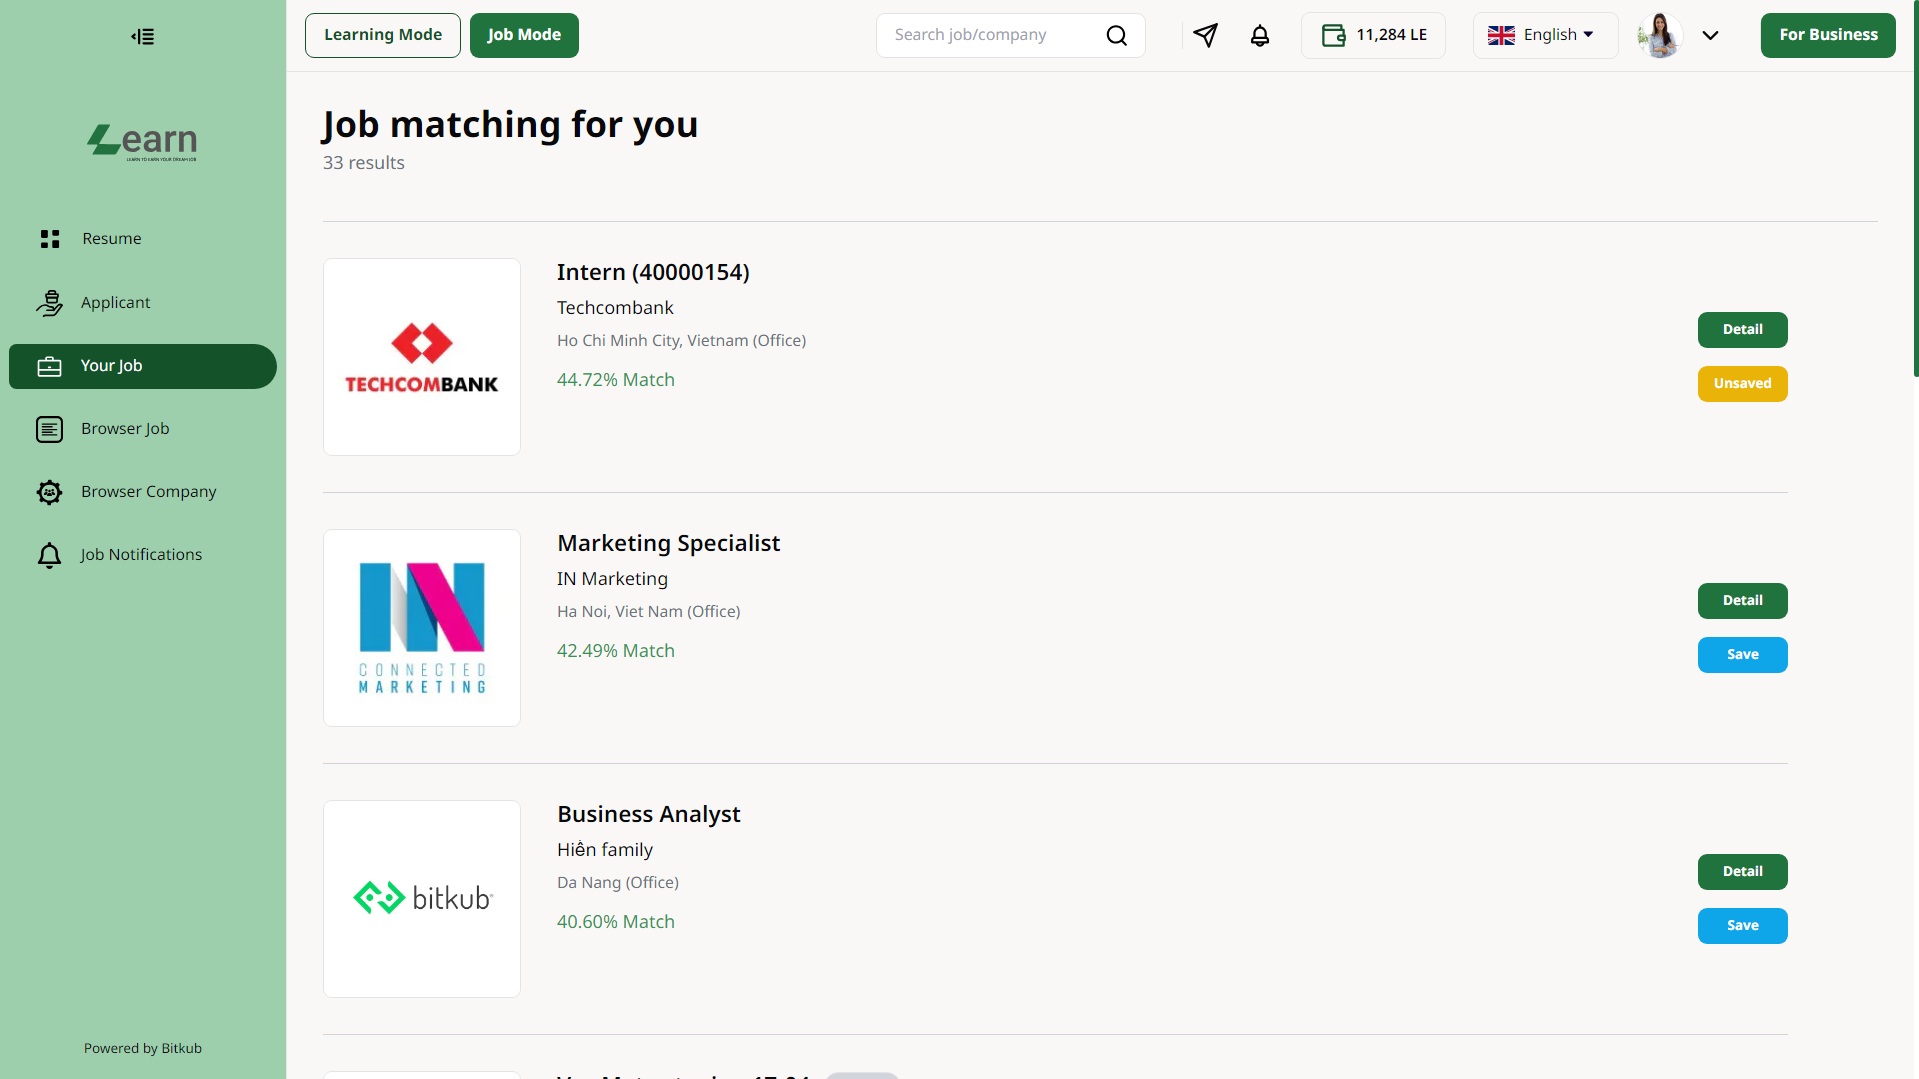 Learning Mode
Job Mode
Search job/company
11,284 LE
English
For Business
Learn
LEARN TO EARN YOUR DREAM JOB
Resume
Applicant
Your Job
Browser Job
Browser Company
Job Notifications
Powered by Bitkub
Job matching for you
33 results
TECHCOMBANK
Intern (40000154)
Techcombank
Ho Chi Minh City, Vietnam (Office)
44.72% Match
Detail
Unsaved
IN
CONNECTED
MARKETING
Marketing Specialist
IN Marketing
Ha Noi, Viet Nam (Office)
42.49% Match
Detail
Save
bitkub
Business Analyst
Hiền family
Da Nang (Office)
40.60% Match
Detail
Save